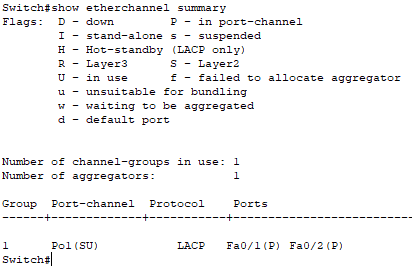 Switch#show etherchannel summary
Flags:  D - down        P - in port-channel
        I - stand-alone s - suspended
        H - Hot-standby (LACP only)
        R - Layer3      S - Layer2
        U - in use      f - failed to allocate aggregator
        u - unsuitable for bundling
        w - waiting to be aggregated
        d - default port
Number of channel-groups in use: 1
Number of aggregators:           1
Group  Port-channel  Protocol    Ports
------+-------------+-----------+----------------------------
1      Po1(SU)           LACP   Fa0/1(P) Fa0/2(P)
Switch#